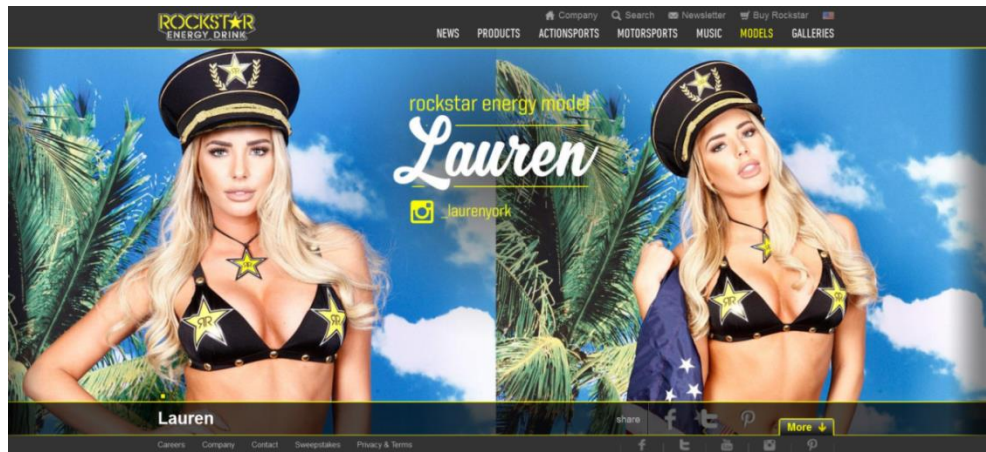 ROCKSTAR
ENERGY DRINK
Company Search Newsletter Buy Rockstar
NEWS PRODUCTS ACTIONSPORTS MOTORSPORTS MUSIC MODELS GALLERIES
rockstar energy model
Lauren
_laurenyork
Lauren
share
More
Careers Company Contact Sweepstakes Privacy & Terms